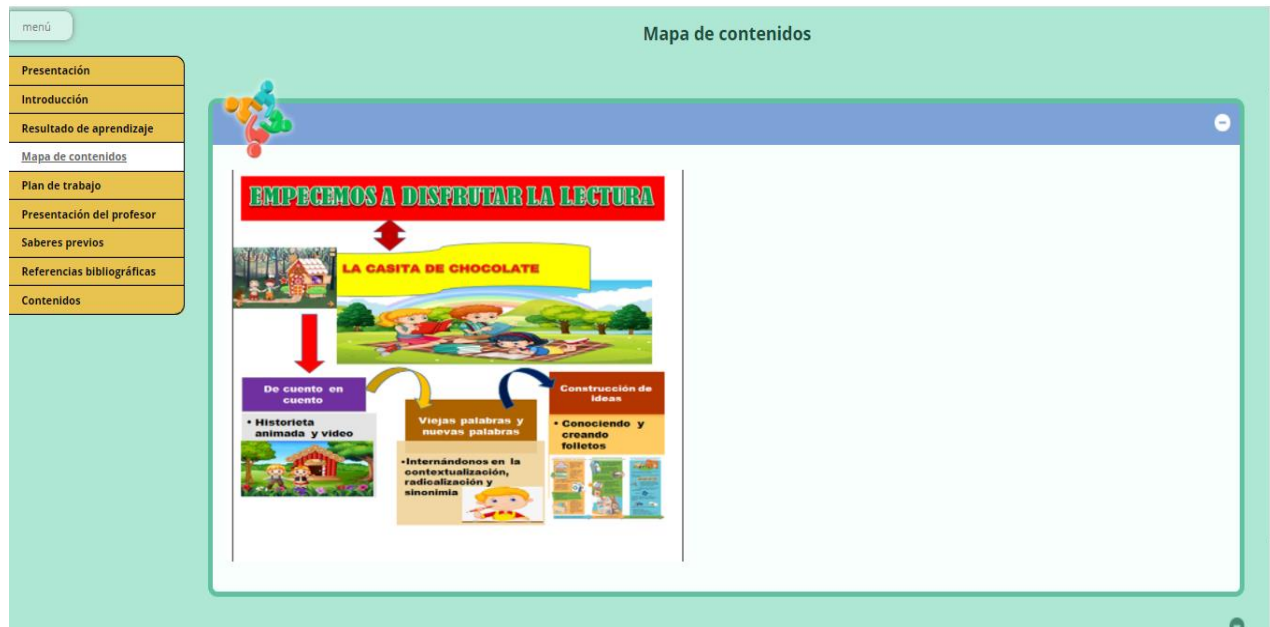 menú
Mapa de contenidos
Presentación
Introducción
Resultado de aprendizaje
Mapa de contenidos
Plan de trabajo
Presentación del profesor
Saberes previos
Referencias bibliográficas
Contenidos
EMPECEMOS A DISFRUTAR LA LECTURA
LA CASITA DE CHOCOLATE
De cuento en
cuento
• Historieta
animada y video
Viejas palabras y
nuevas palabras
•Internándonos en la
contextualización,
radicalización y
sinonimia
Construcción de
ideas
• Conociendo y
creando
folletos